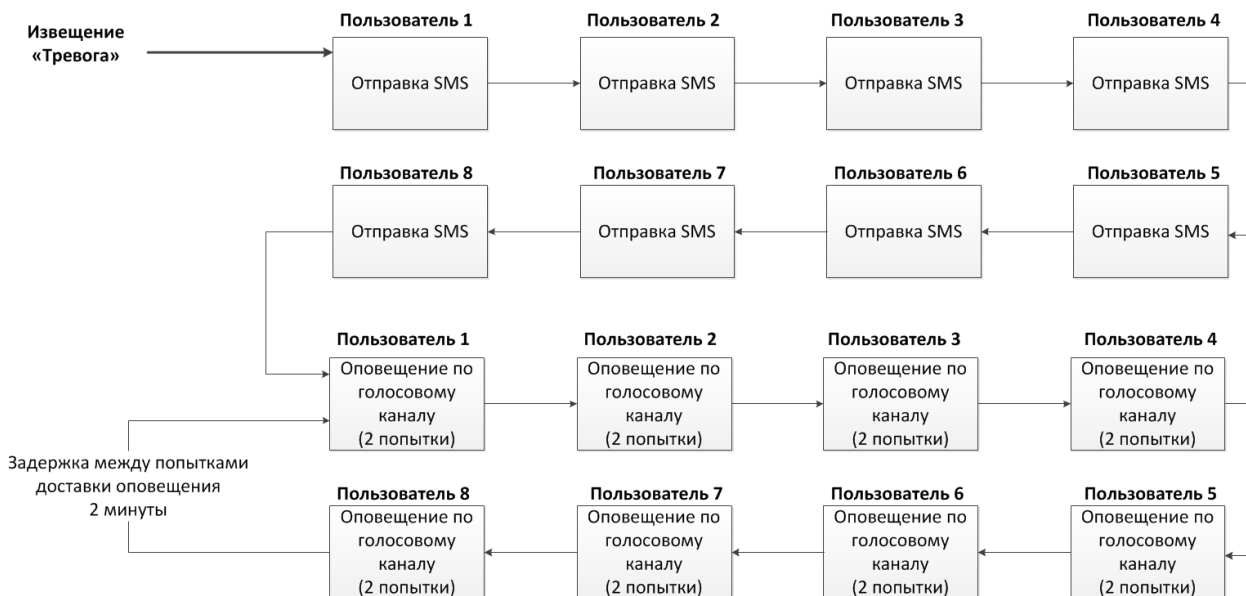 Извещение
«Тревога»
Пользователь 1
Отправка SMS
Пользователь 2
Отправка SMS
Пользователь 3
Отправка SMS
Пользователь 4
Отправка SMS
Пользователь 8
Отправка SMS
Пользователь 7
Отправка SMS
Пользователь 6
Отправка SMS
Пользователь 5
Отправка SMS
Пользователь 1
Оповещение по
голосовому
каналу
(2 попытки)
Пользователь 2
Оповещение по
голосовому
каналу
(2 попытки)
Пользователь 3
Оповещение по
голосовому
каналу
(2 попытки)
Пользователь 4
Оповещение по
голосовому
каналу
(2 попытки)
Задержка между попытками
доставки оповещения
2 минуты
Пользователь 8
Оповещение по
голосовому
каналу
(2 попытки)
Пользователь 7
Оповещение по
голосовому
каналу
(2 попытки)
Пользователь 6
Оповещение по
голосовому
каналу
(2 попытки)
Пользователь 5
Оповещение по
голосовому
каналу
(2 попытки)